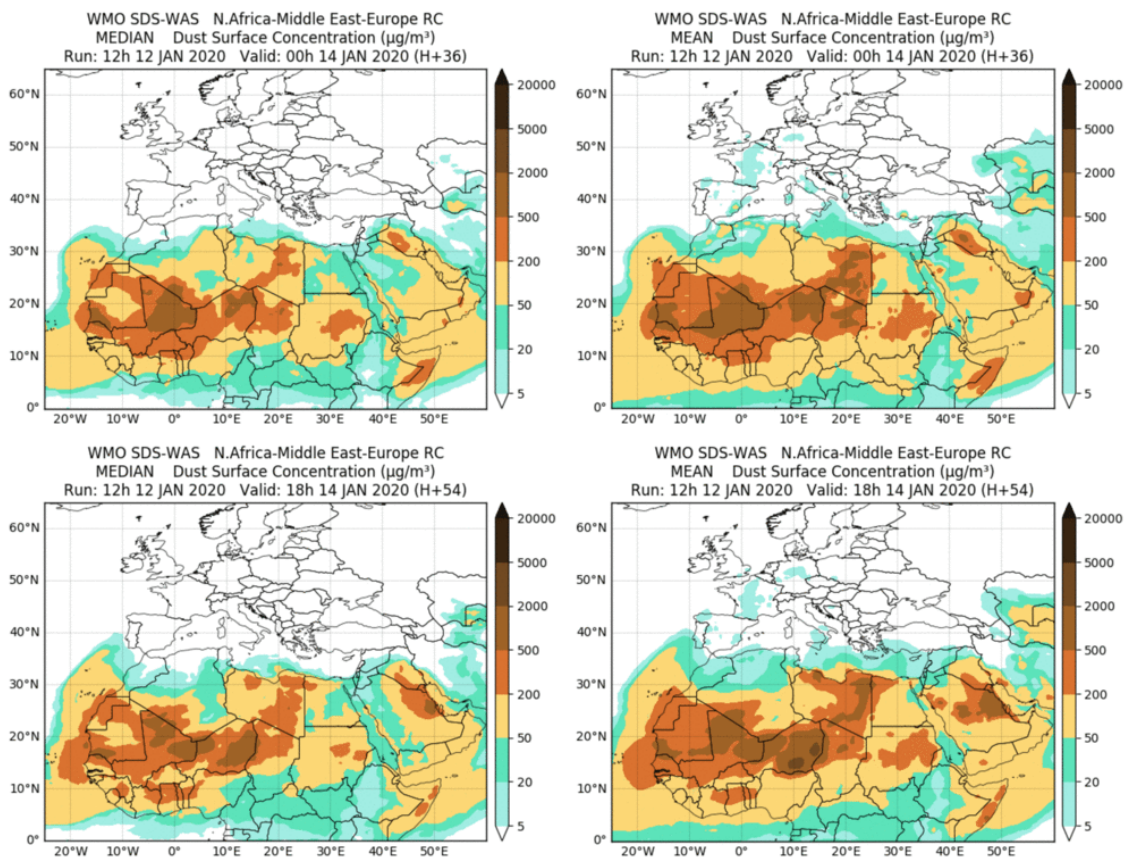 WMO SDS-WAS   N.Africa-Middle East-Europe RC
MEDIAN   Dust Surface Concentration (µg/m³)
Run: 12h 12 JAN 2020   Valid: 00h 14 JAN 2020 (H+36)
60°N
50°N
40°N
30°N
20°N
10°N
0°
20°W 10°W 0° 10°E 20°E 30°E 40°E 50°E
20000
5000
2000
500
200
50
20
5
WMO SDS-WAS   N.Africa-Middle East-Europe RC
MEAN   Dust Surface Concentration (µg/m³)
Run: 12h 12 JAN 2020   Valid: 00h 14 JAN 2020 (H+36)
60°N
50°N
40°N
30°N
20°N
10°N
0°
20°W 10°W 0° 10°E 20°E 30°E 40°E 50°E
20000
5000
2000
500
200
50
20
5
WMO SDS-WAS   N.Africa-Middle East-Europe RC
MEDIAN   Dust Surface Concentration (µg/m³)
Run: 12h 12 JAN 2020   Valid: 18h 14 JAN 2020 (H+54)
60°N
50°N
40°N
30°N
20°N
10°N
0°
20°W 10°W 0° 10°E 20°E 30°E 40°E 50°E
20000
5000
2000
500
200
50
20
5
WMO SDS-WAS   N.Africa-Middle East-Europe RC
MEAN   Dust Surface Concentration (µg/m³)
Run: 12h 12 JAN 2020   Valid: 18h 14 JAN 2020 (H+54)
60°N
50°N
40°N
30°N
20°N
10°N
0°
20°W 10°W 0° 10°E 20°E 30°E 40°E 50°E
20000
5000
2000
500
200
50
20
5